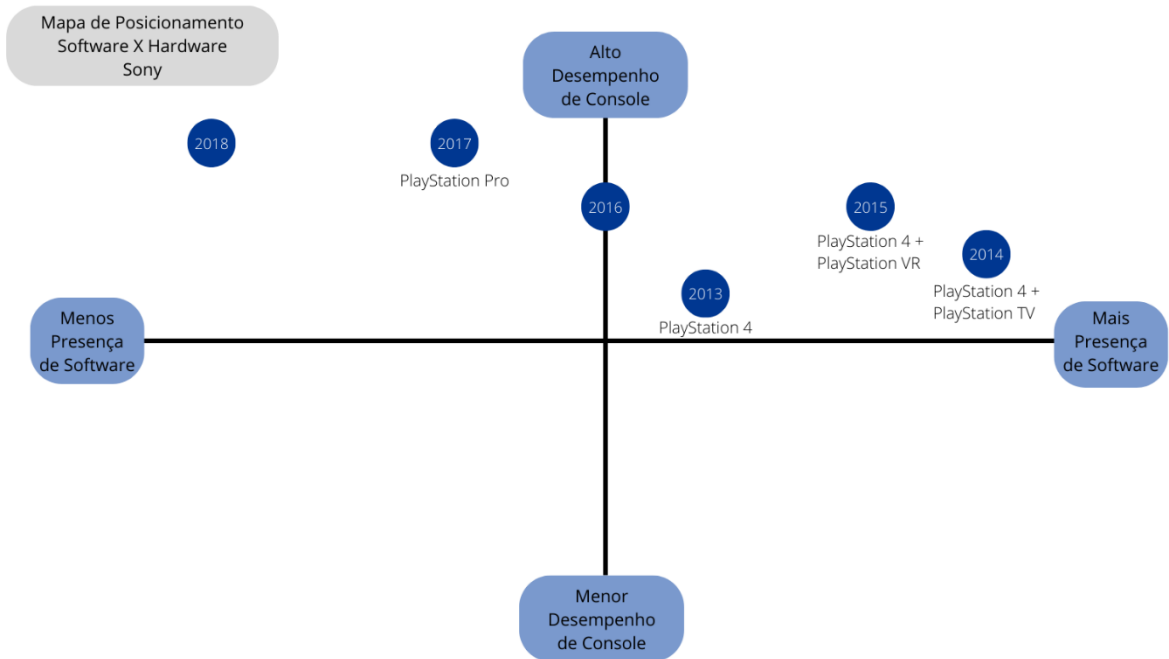 Mapa de Posicionamento
Software X Hardware
Sony
Alto
Desempenho
de Console
2018
2017
PlayStation Pro
2016
2015
PlayStation 4 +
PlayStation VR
2014
PlayStation 4 +
PlayStation TV
2013
PlayStation 4
Menos
Presença
de Software
Mais
Presença
de Software
Menor
Desempenho
de Console